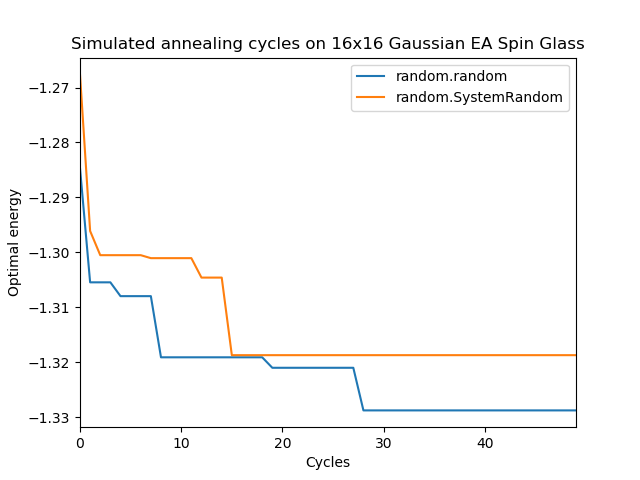 Simulated annealing cycles on 16x16 Gaussian EA Spin Glass
random.random
random.SystemRandom
Optimal energy
−1.27
−1.28
−1.29
−1.30
−1.31
−1.32
−1.33
0
10
20
30
40
Cycles